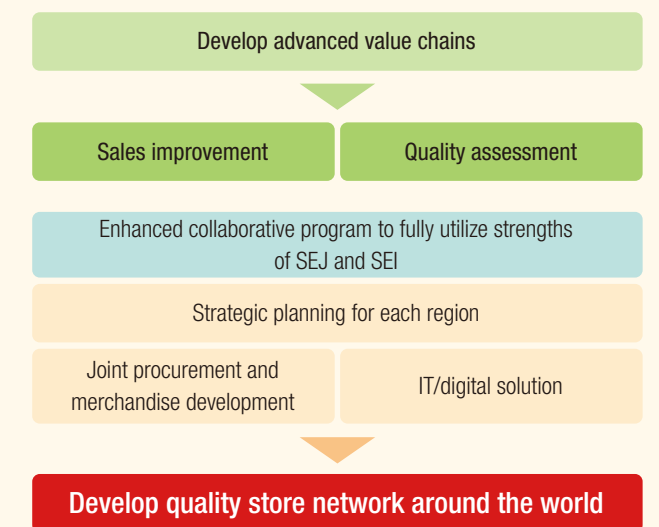 Develop advanced value chains
Sales improvement
Quality assessment
Enhanced collaborative program to fully utilize strengths
of SEJ and SEI
Strategic planning for each region
Joint procurement and
merchandise development
IT/digital solution
Develop quality store network around the world